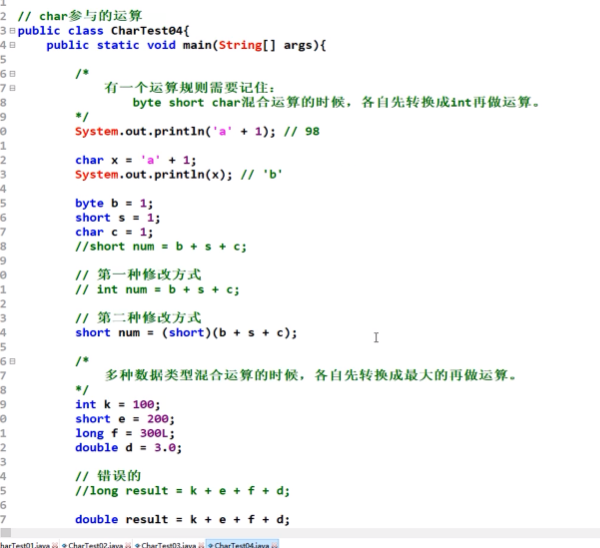 1
2 // char参与的运算
3 public class CharTest04{
4 public static void main(String[] args){
5
6 /*
7 有一个运算规则需要记住：
8 byte short char混合运算的时候，各自先转换成int再做运算。
9 */
0 System.out.println('a' + 1); // 98
1
2 char x = 'a' + 1;
3 System.out.println(x); // 'b'
4
5 byte b = 1;
6 short s = 1;
7 char c = 1;
8 //short num = b + s + c;
9
0 // 第一种修改方式
1 // int num = b + s + c;
2
3 // 第二种修改方式
4 short num = (short)(b + s + c);
5
6 /*
7 多种数据类型混合运算的时候，各自先转换成最大的再做运算。
8 */
9 int k = 100;
0 short e = 200;
1 long f = 300L;
2 double d = 3.0;
3
4 // 错误的
5 //long result = k + e + f + d;
6
7 double result = k + e + f + d;
harTest01.java CharTest02.java CharTest03.java CharTest04.java